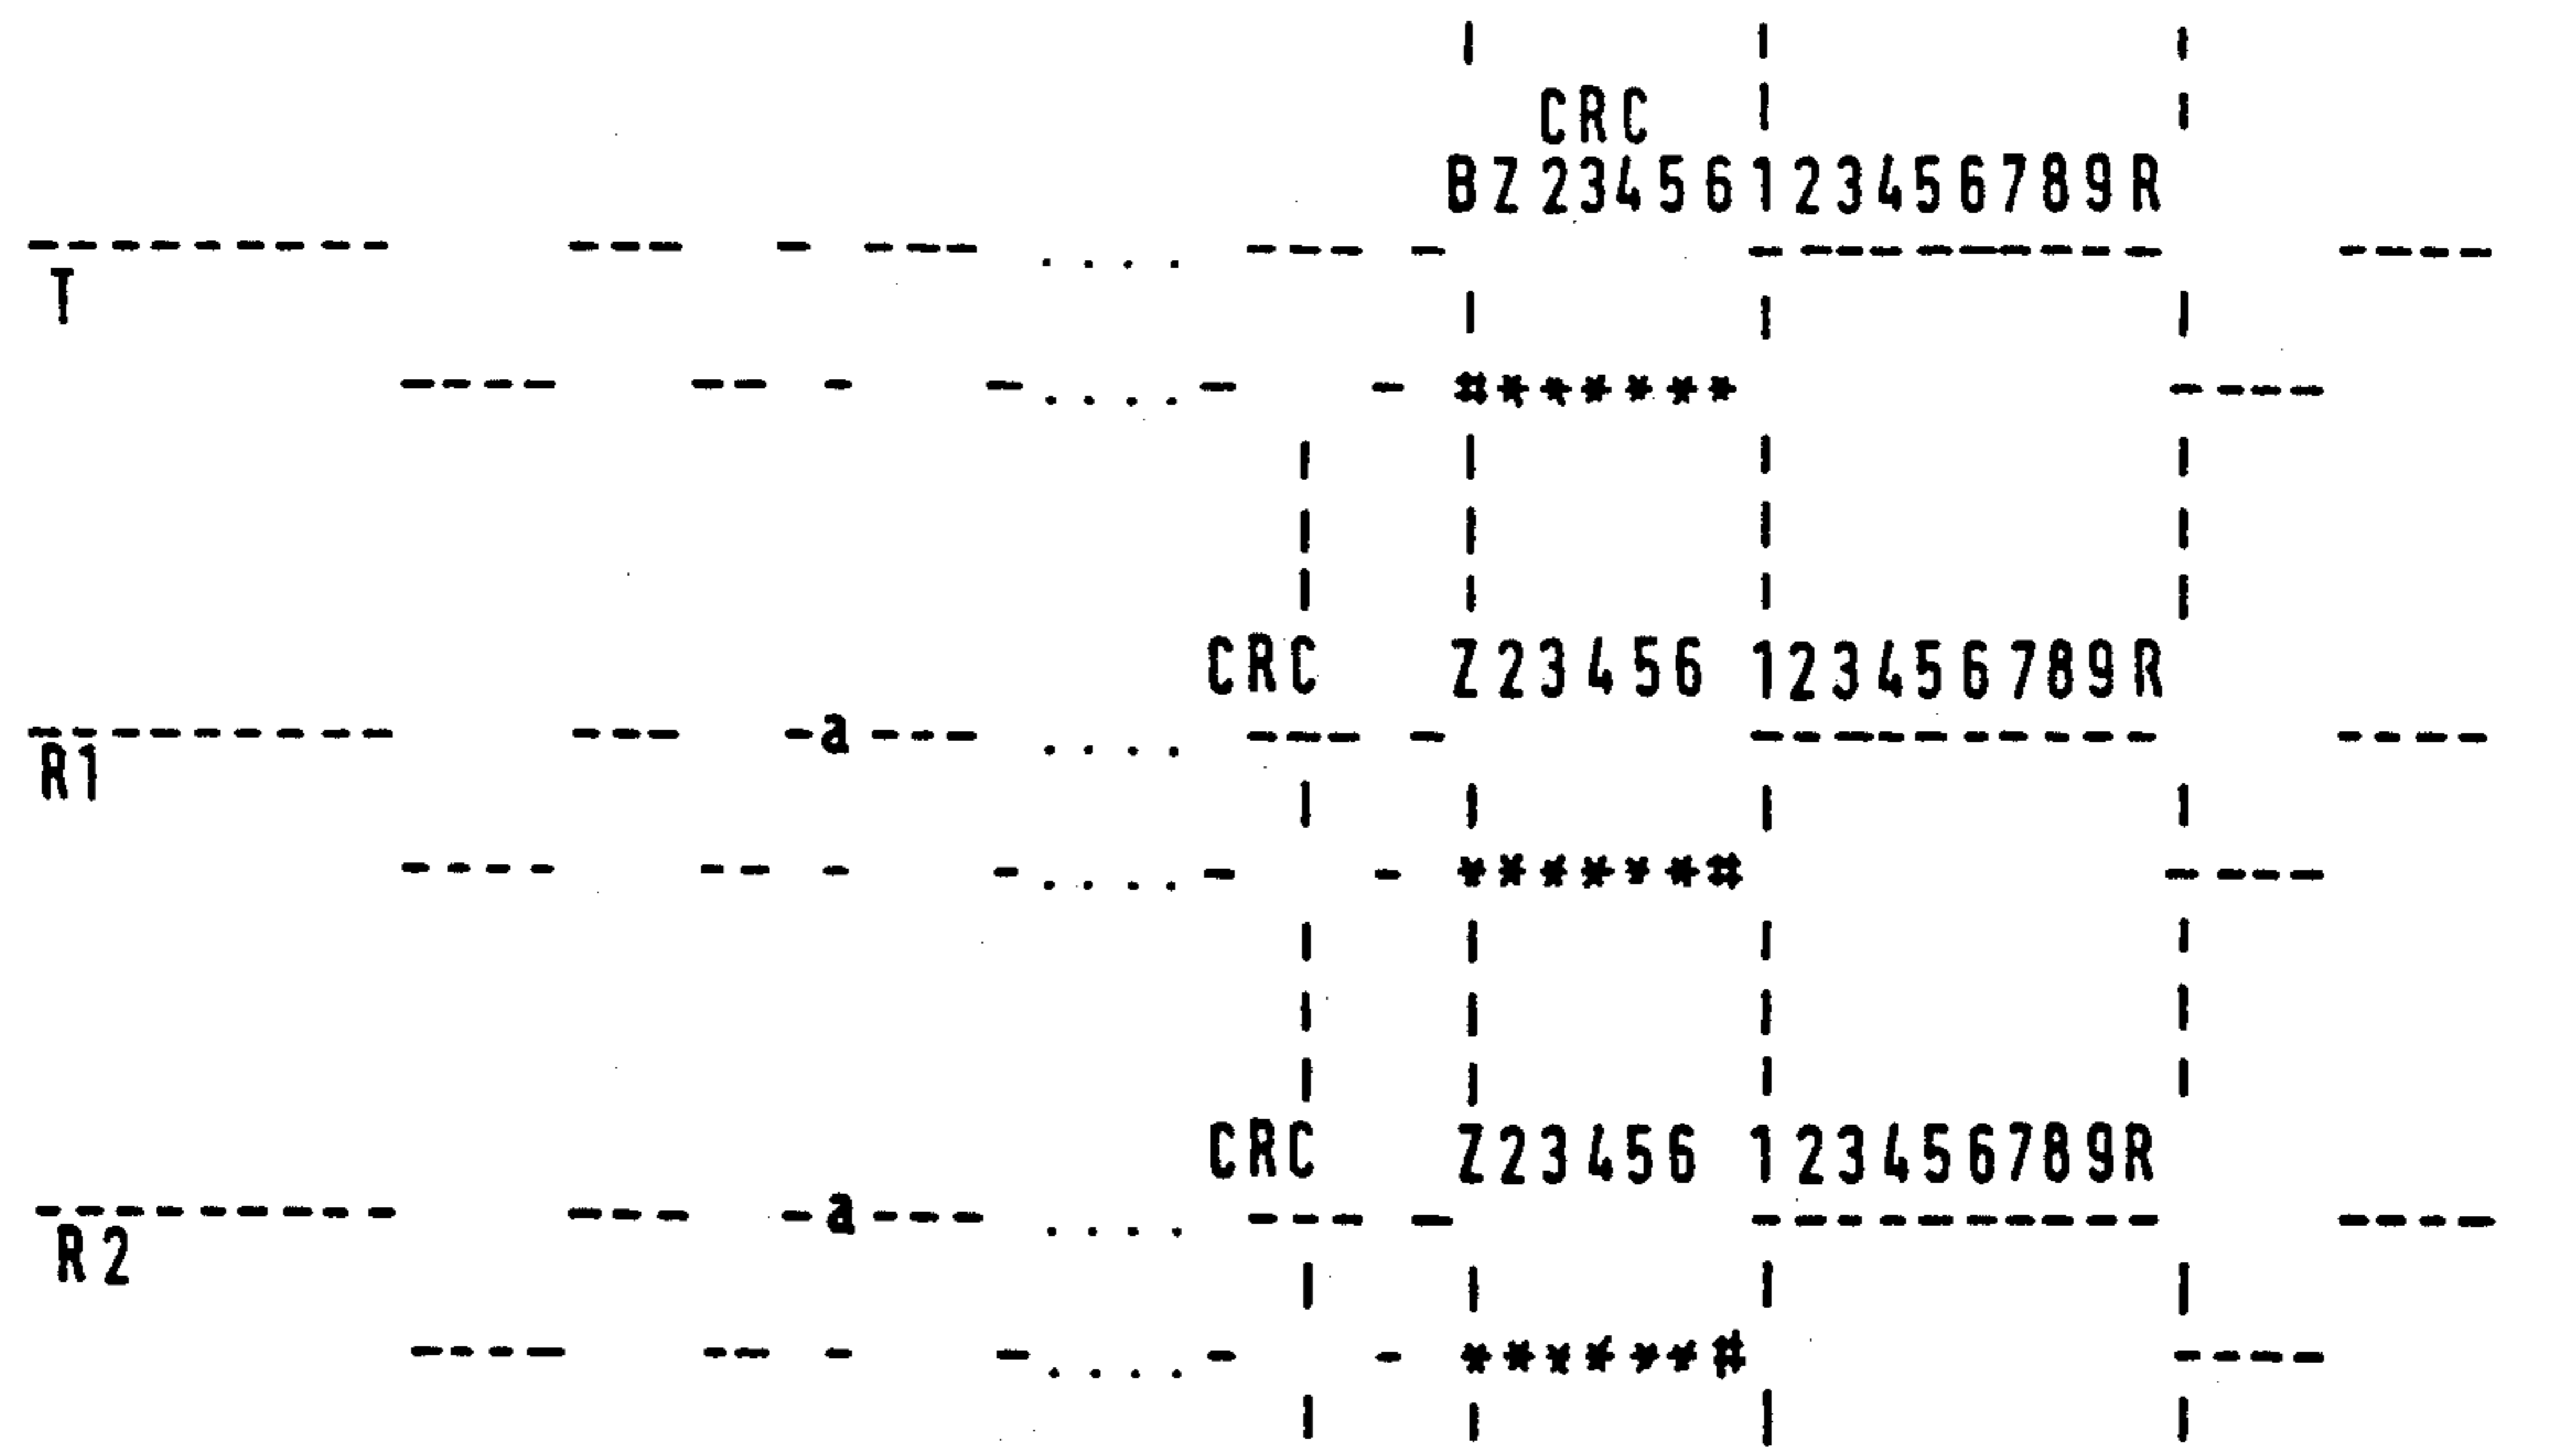 CRC
BZ23456123456789R
T
#******
CRC Z23456 123456789R
a
R1
******#
CRC Z23456 123456789R
a
R2
******#